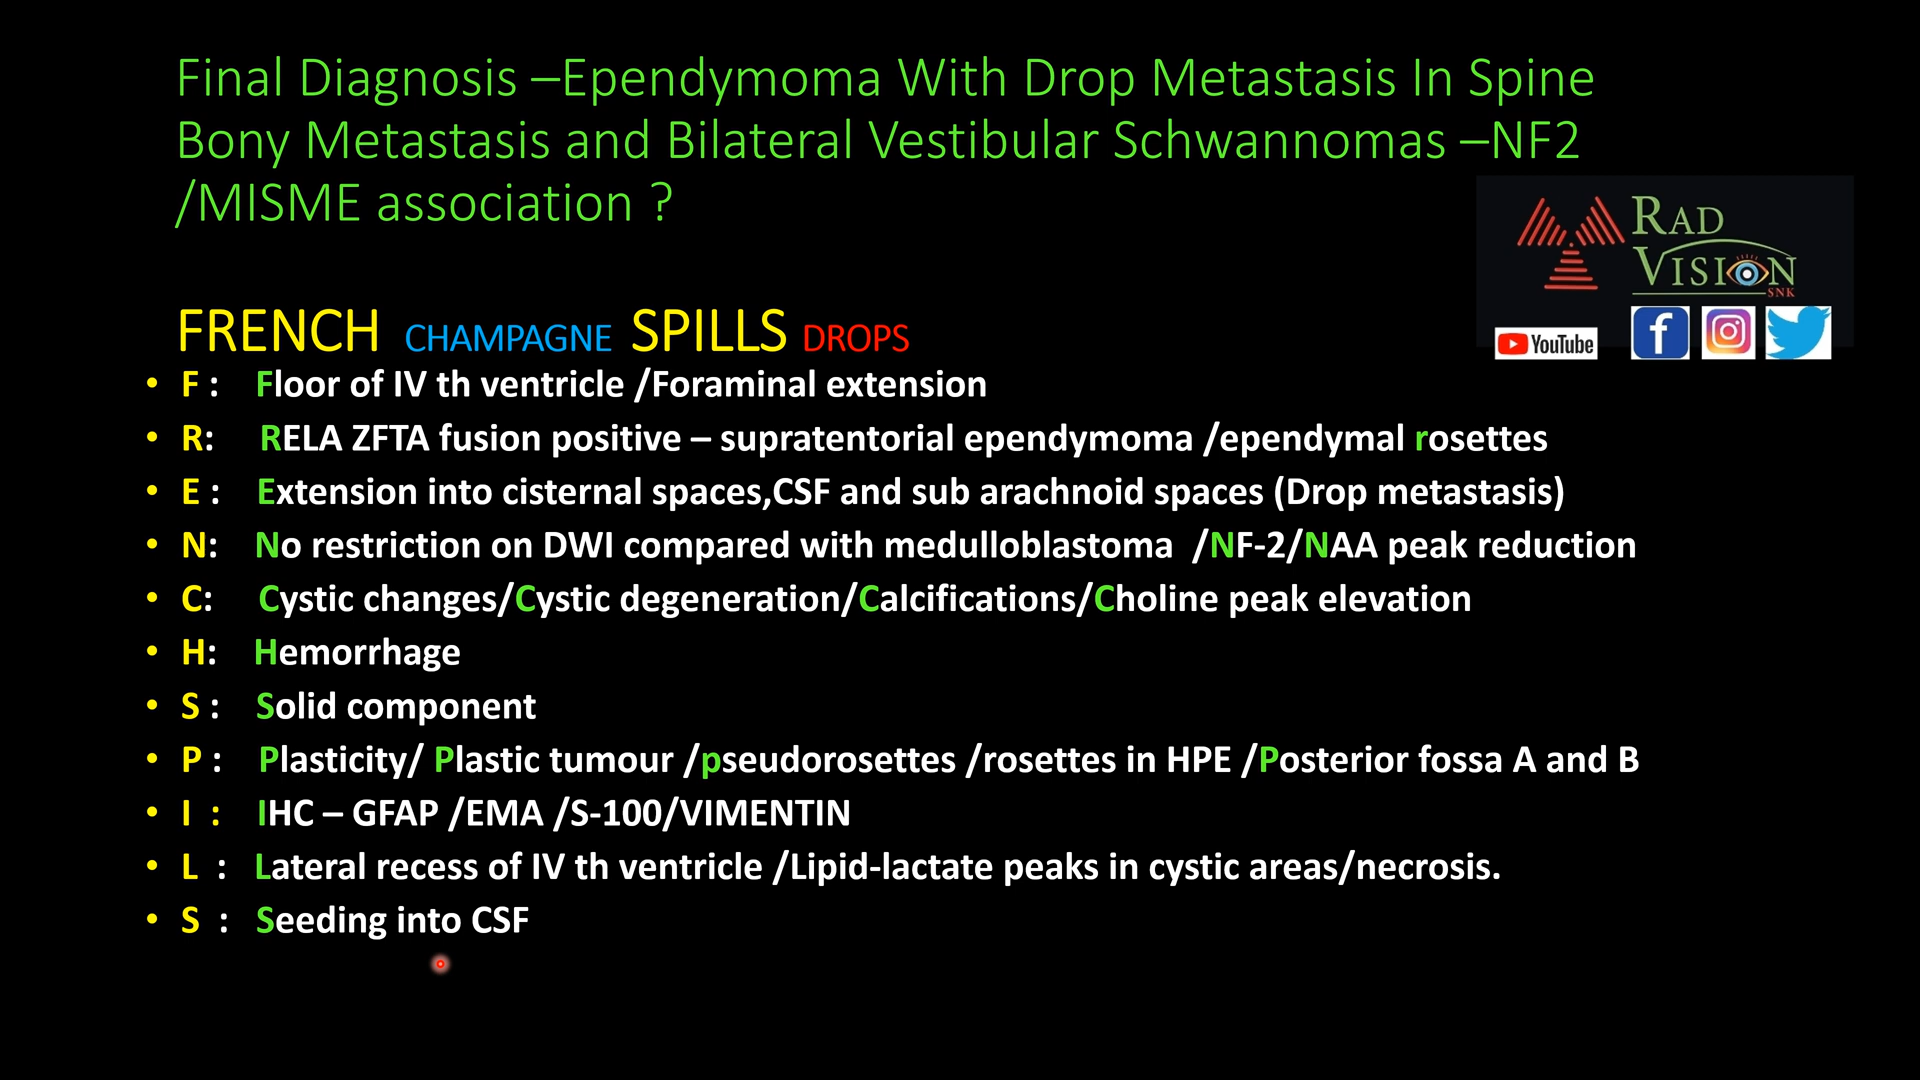 Final Diagnosis –Ependymoma With Drop Metastasis In Spine
Bony Metastasis and Bilateral Vestibular Schwannomas –NF2
/MISME association ?
RAD
VISION
SNK
YouTube
FRENCH CHAMPAGNE SPILLS DROPS
• F : Floor of IV th ventricle /Foraminal extension
• R: RELA ZFTA fusion positive – supratentorial ependymoma /ependymal rosettes
• E : Extension into cisternal spaces,CSF and sub arachnoid spaces (Drop metastasis)
• N: No restriction on DWI compared with medulloblastoma /NF-2/NAA peak reduction
• C: Cystic changes/Cystic degeneration/Calcifications/Choline peak elevation
• H: Hemorrhage
• S : Solid component
• P : Plasticity/ Plastic tumour /pseudorosettes /rosettes in HPE /Posterior fossa A and B
• I : IHC – GFAP /EMA /S-100/VIMENTIN
• L : Lateral recess of IV th ventricle /Lipid-lactate peaks in cystic areas/necrosis.
• S : Seeding into CSF